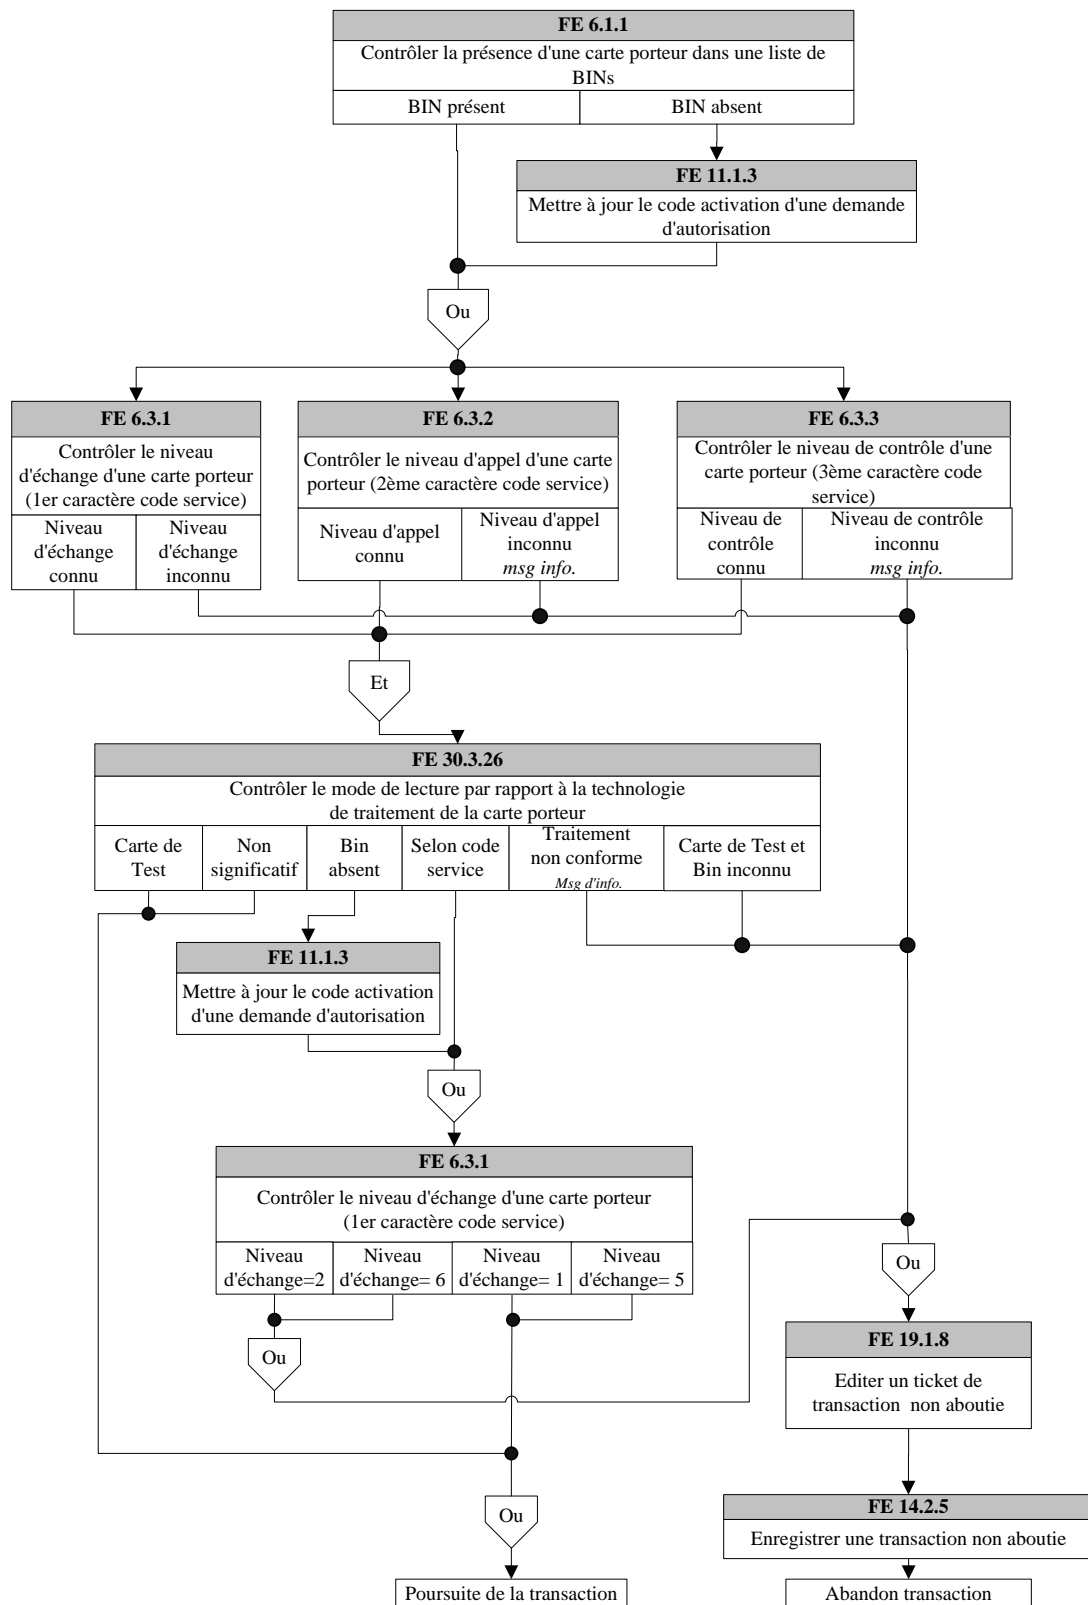 FE 6.1.1
Contrôler la présence d'une carte porteur dans une liste de
BINs
BIN présent
BIN absent
FE 11.1.3
Mettre à jour le code activation d'une demande
d'autorisation
Ou
FE 6.3.1
Contrôler le niveau
d'échange d'une carte porteur
(1er caractère code service)
Niveau
d'échange
connu
Niveau
d'échange
inconnu
FE 6.3.2
Contrôler le niveau d'appel d'une carte
porteur (2ème caractère code service)
Niveau d'appel
connu
Niveau d'appel
inconnu
msg info.
FE 6.3.3
Contrôler le niveau de contrôle d'une
carte porteur (3ème caractère code
service)
Niveau de
contrôle
connu
Niveau de contrôle
inconnu
msg info.
Et
FE 30.3.26
Contrôler le mode de lecture par rapport à la technologie
de traitement de la carte porteur
Carte de
Test
Non
significatif
Bin
absent
Selon code
service
Traitement
non conforme
Msg d'info.
Carte de Test et
Bin inconnu
FE 11.1.3
Mettre à jour le code activation
d'une demande d'autorisation
Ou
FE 6.3.1
Contrôler le niveau d'échange d'une carte porteur
(1er caractère code service)
Niveau
d'échange=2
Niveau
d'échange= 6
Niveau
d'échange= 1
Niveau
d'échange= 5
Ou
Ou
FE 19.1.8
Editer un ticket de
transaction  non aboutie
Ou
FE 14.2.5
Enregistrer une transaction non aboutie
Poursuite de la transaction
Abandon transaction